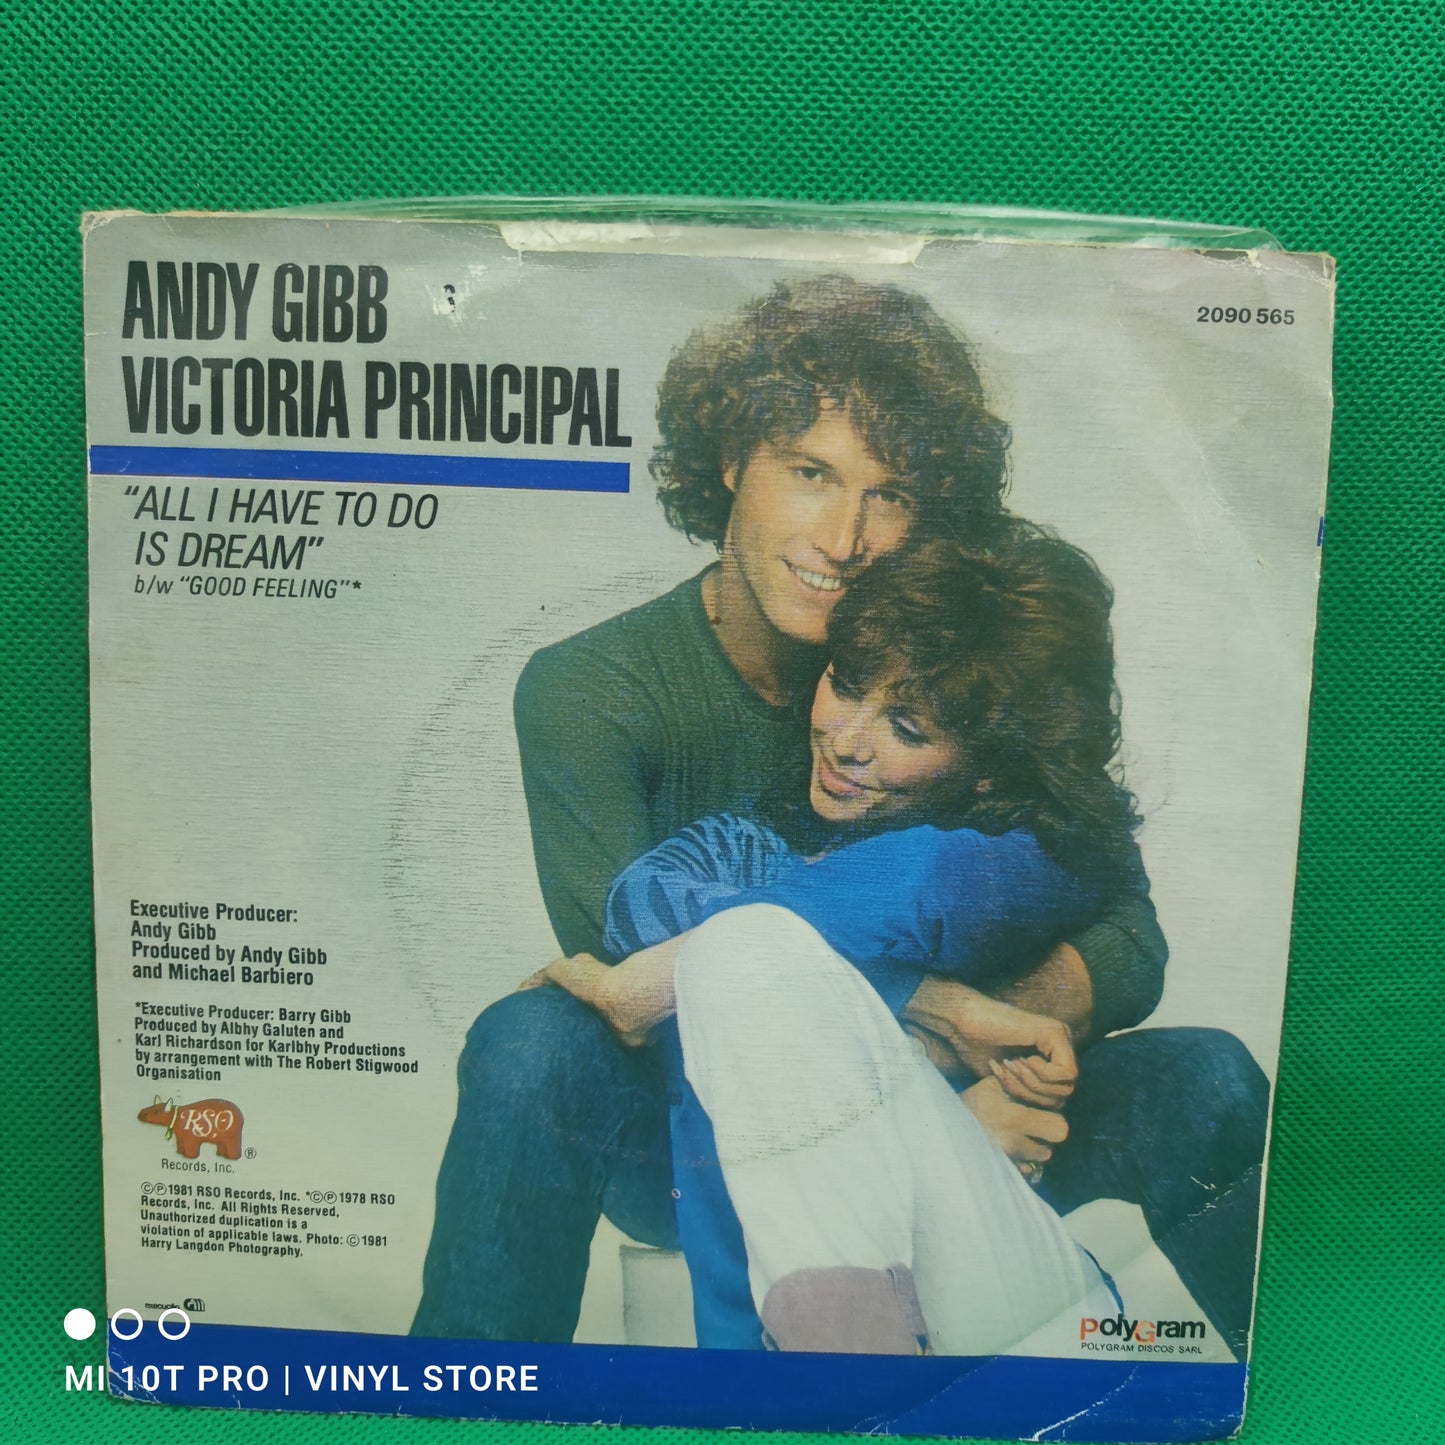 ANDY GIBB
VICTORIA PRINCIPAL
2090 565
"ALL I HAVE TO DO
IS DREAM"
b/w "GOOD FEELING"*
Executive Producer:
Andy Gibb
Produced by Andy Gibb
and Michael Barbiero
*Executive Producer: Barry Gibb
Produced by Albhy Galuten and
Karl Richardson for Karlbhy Productions
by arrangement with The Robert Stigwood
Organisation
RSO ®
Records, Inc.
©℗1981 RSO Records, Inc. *©℗1978 RSO
Records, Inc. All Rights Reserved,
Unauthorized duplication is a
violation of applicable laws. Photo: ©1981
Harry Langdon Photography.
execução
PolyGram
POLYGRAM DISCOS SARL
MI 10T PRO | VINYL STORE